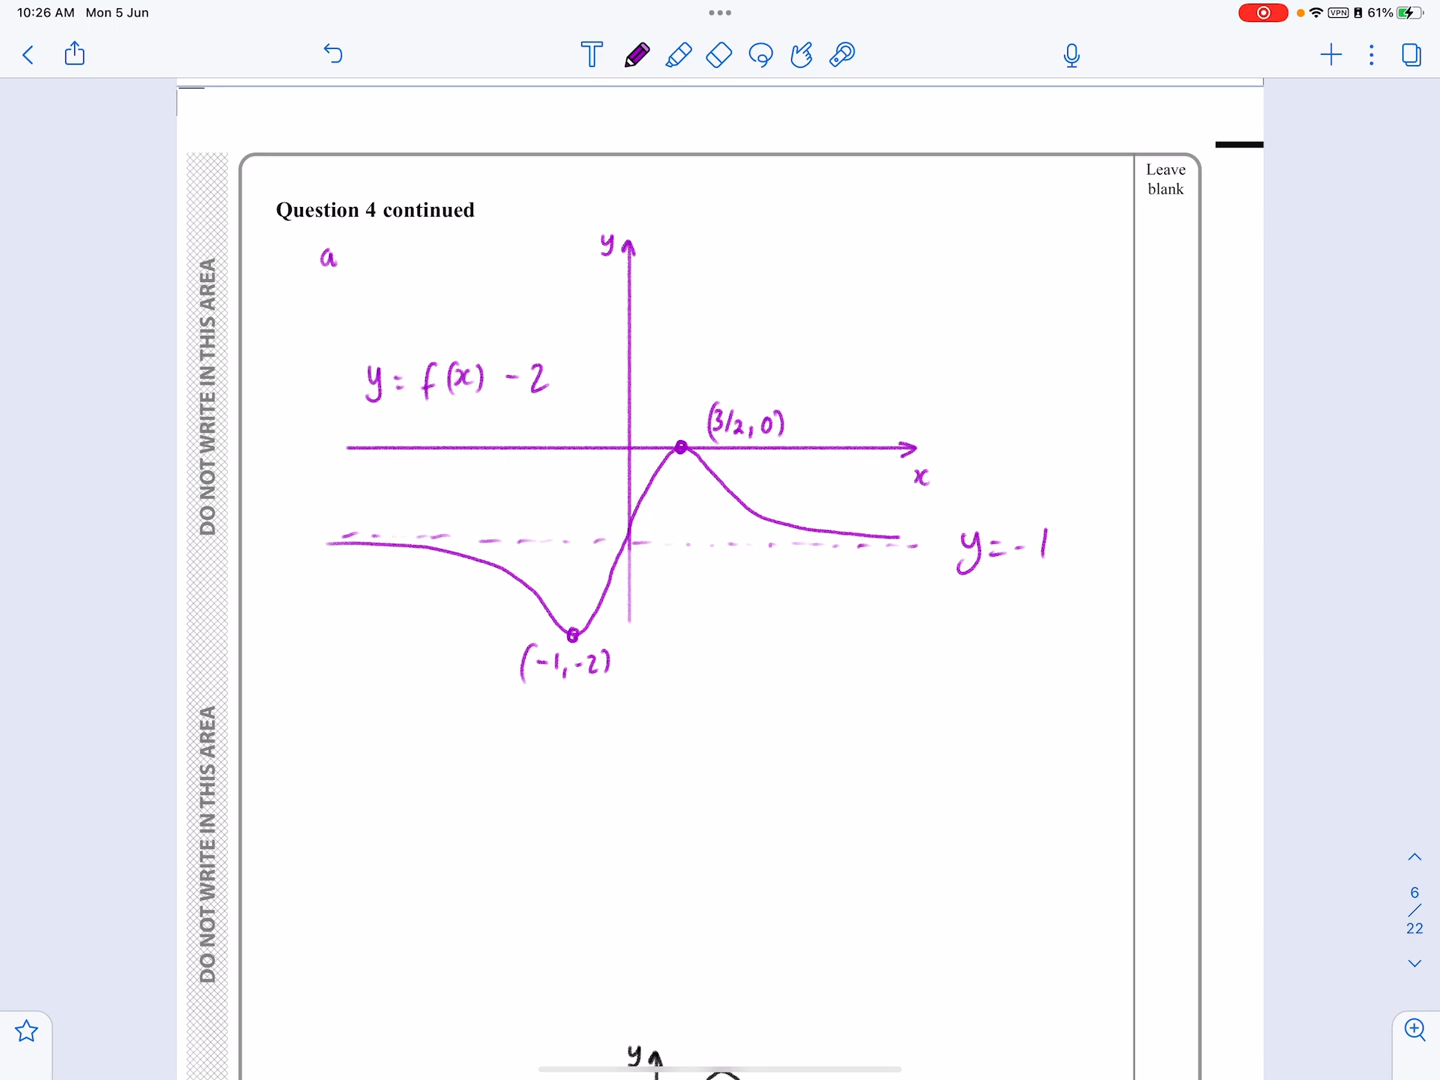 10:26 AM Mon 5 Jun
VPN 61%
Leave
blank
Question 4 continued
a
y
y = f(x) - 2
(3/2, 0)
x
y = -1
(-1, -2)
y
DO NOT WRITE IN THIS AREA
DO NOT WRITE IN THIS AREA
6
/
22